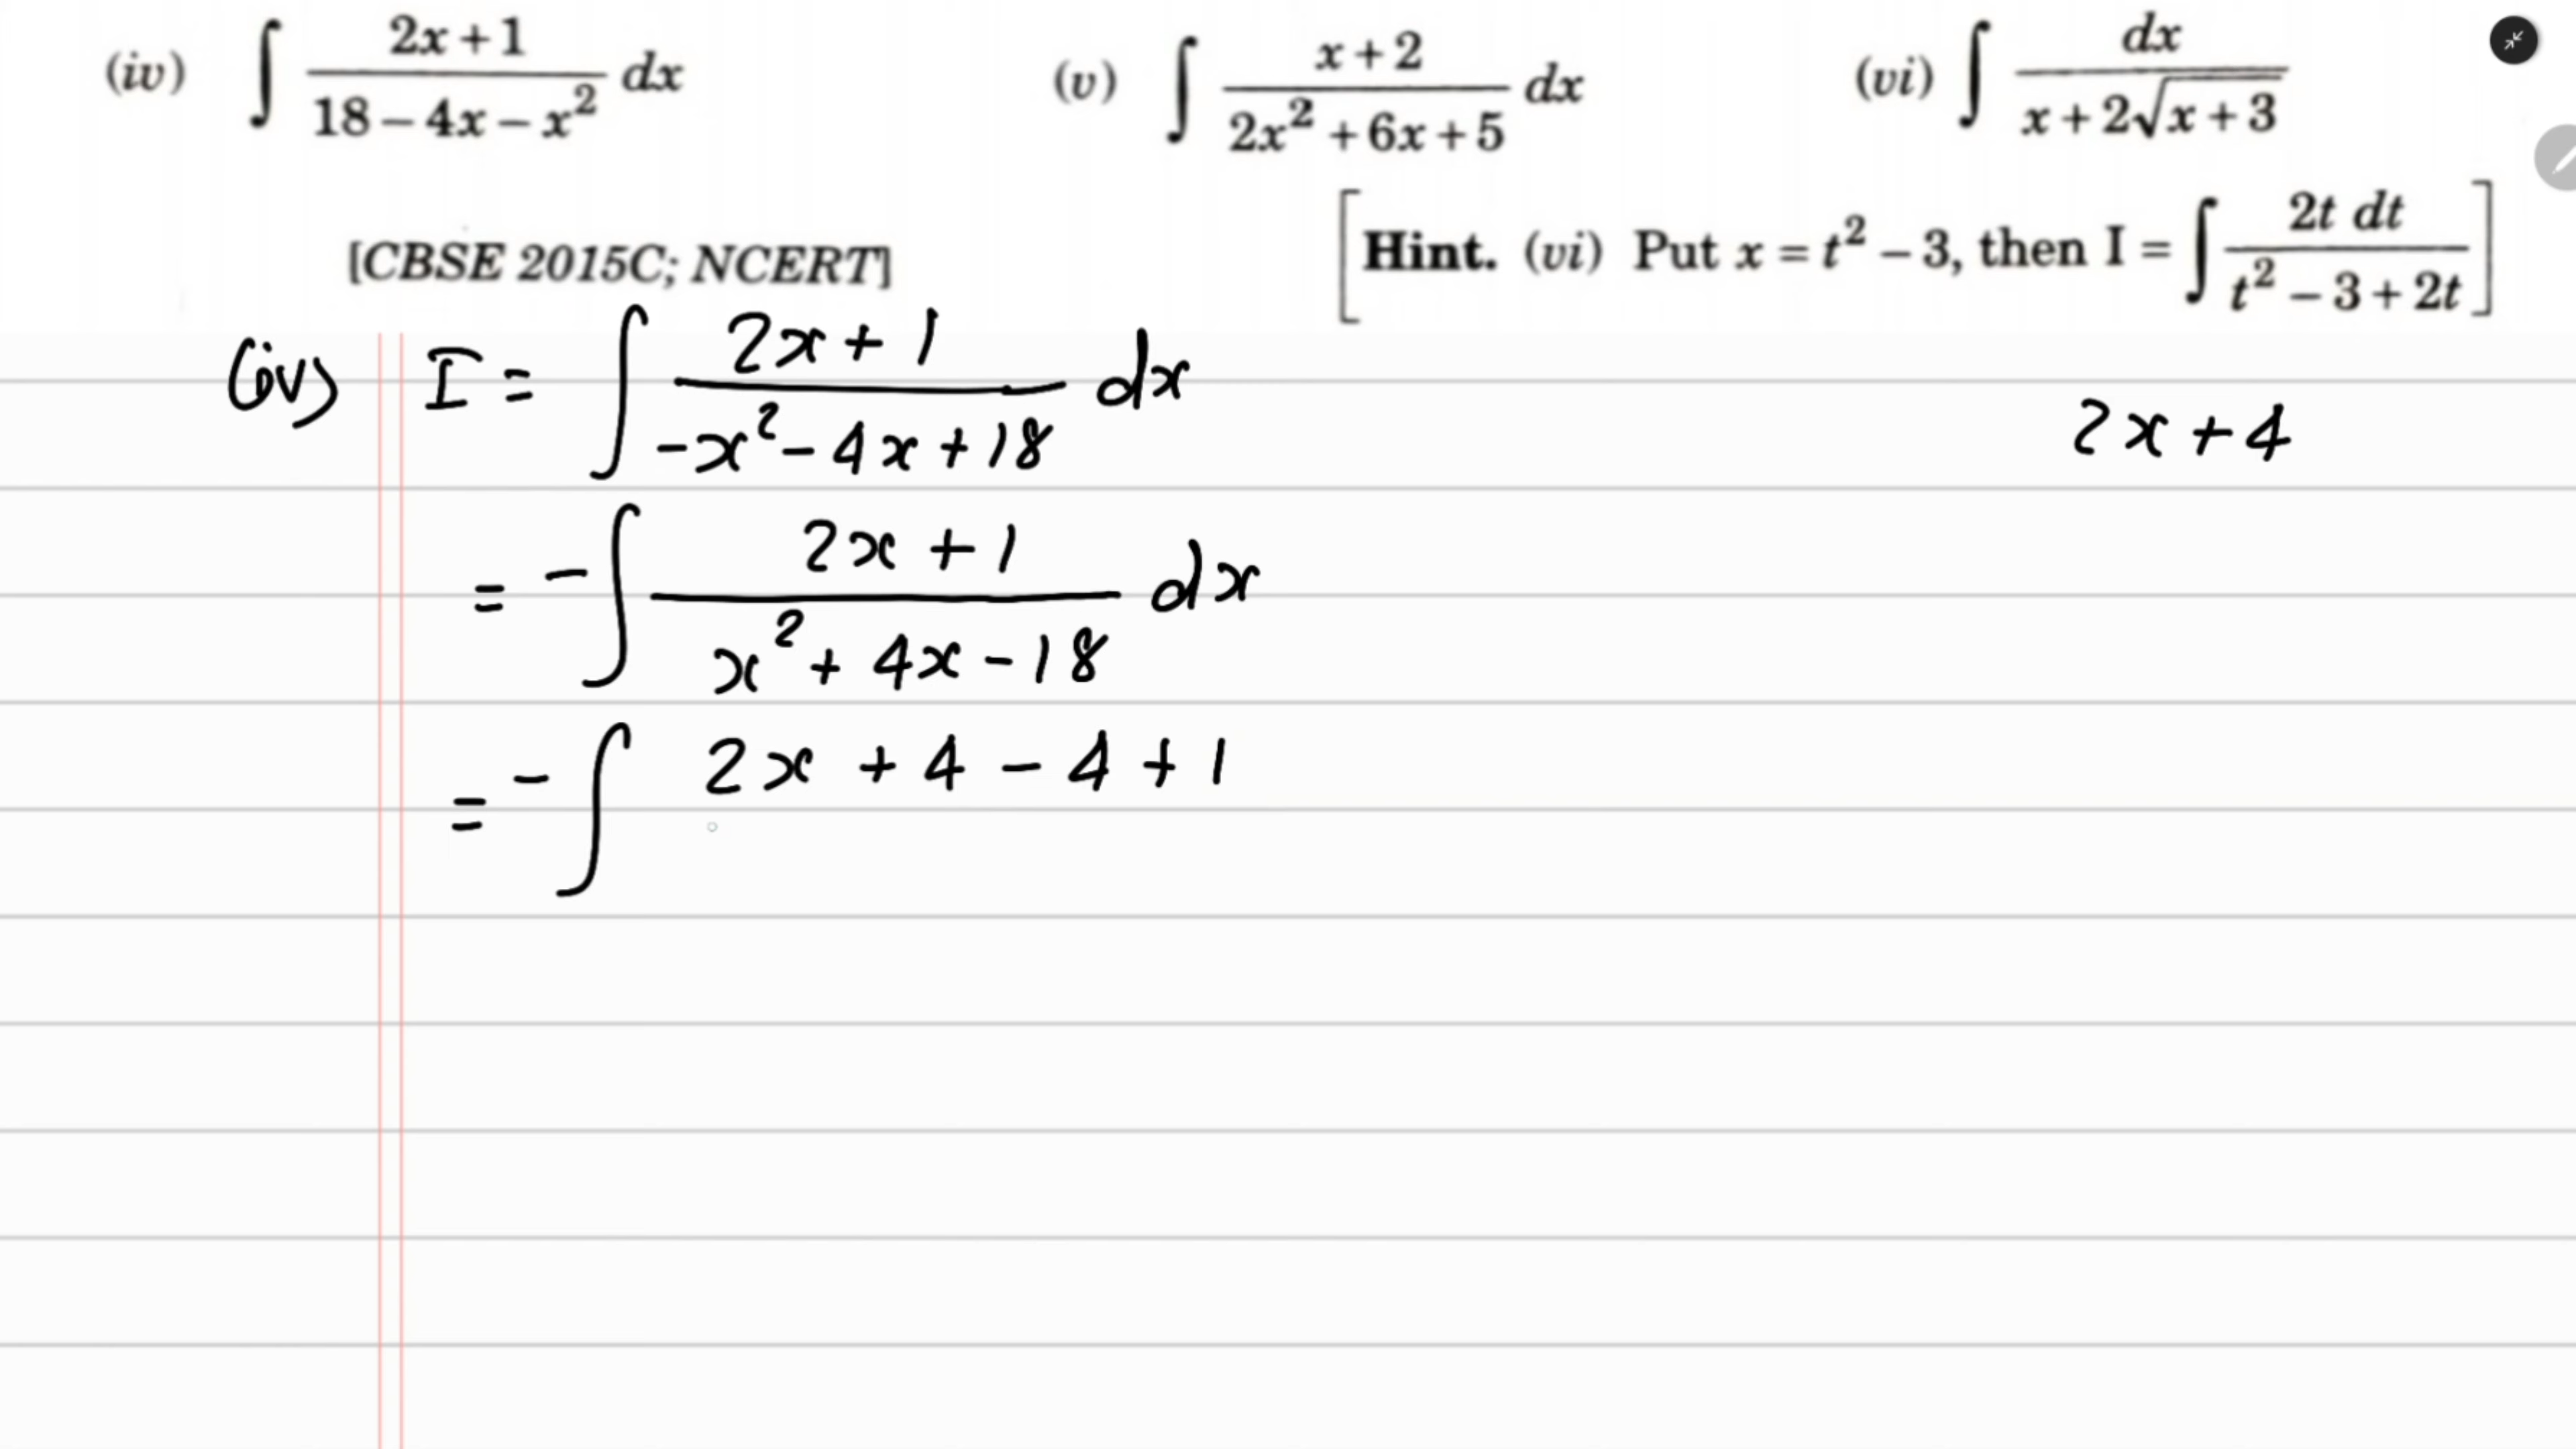 (iv) ∫ (2x + 1)/(18 – 4x – x²) dx (v) ∫ (x + 2)/(2x² + 6x + 5) dx (vi) ∫ dx/(x + 2√(x + 3))
[CBSE 2015C; NCERT] [Hint. (vi) Put x = t² – 3, then I = ∫ (2t dt)/(t² – 3 + 2t)]
(iv) I = ∫ (2x + 1)/(-x² - 4x + 18) dx 2x + 4
= - ∫ (2x + 1)/(x² + 4x - 18) dx
= - ∫ 2x + 4 - 4 + 1